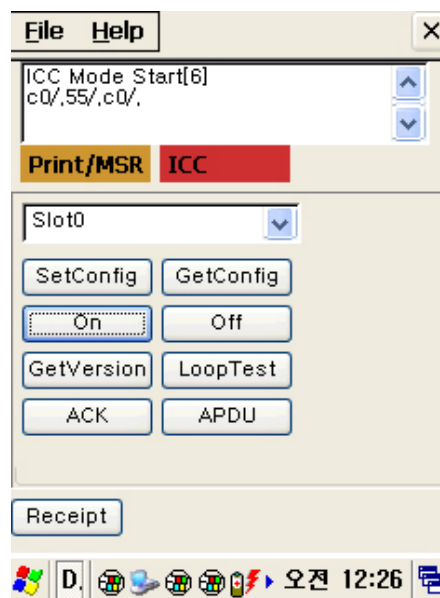 File Help
ICC Mode Start[6]
c0/,55/,c0/,
Print/MSR ICC
Slot0
SetConfig GetConfig
On Off
GetVersion LoopTest
ACK APDU
Receipt
D. 오전 12:26